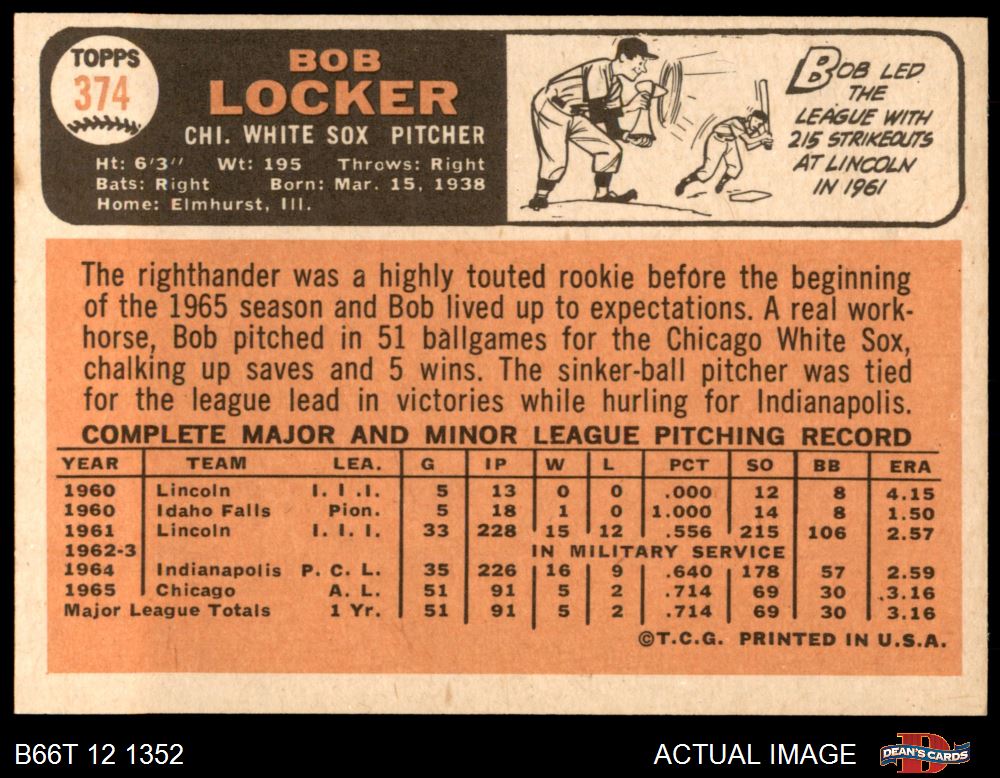 TOPPS
374
BOB
LOCKER
CHI. WHITE SOX PITCHER
Ht: 6'3" Wt: 195 Throws: Right
Bats: Right Born: Mar. 15, 1938
Home: Elmhurst, Ill.
BOB LED
THE
LEAGUE WITH
215 STRIKEOUTS
AT LINCOLN
IN 1961
The righthander was a highly touted rookie before the beginning
of the 1965 season and Bob lived up to expectations. A real work-
horse, Bob pitched in 51 ballgames for the Chicago White Sox,
chalking up saves and 5 wins. The sinker-ball pitcher was tied
for the league lead in victories while hurling for Indianapolis.
COMPLETE MAJOR AND MINOR LEAGUE PITCHING RECORD
YEAR TEAM LEA. G IP W L PCT SO BB ERA
1960 Lincoln I. I .I. 5 13 0 0 .000 12 8 4.15
1960 Idaho Falls Pion. 5 18 1 0 1.000 14 8 1.50
1961 Lincoln I. I. I. 33 228 15 12 .556 215 106 2.57
1962-3 IN MILITARY SERVICE
1964 Indianapolis P. C. L. 35 226 16 9 .640 178 57 2.59
1965 Chicago A. L. 51 91 5 2 .714 69 30 3.16
Major League Totals 1 Yr. 51 91 5 2 .714 69 30 3.16
©T.C.G. PRINTED IN U.S.A.
B66T 12 1352 ACTUAL IMAGE
DEAN'S CARDS